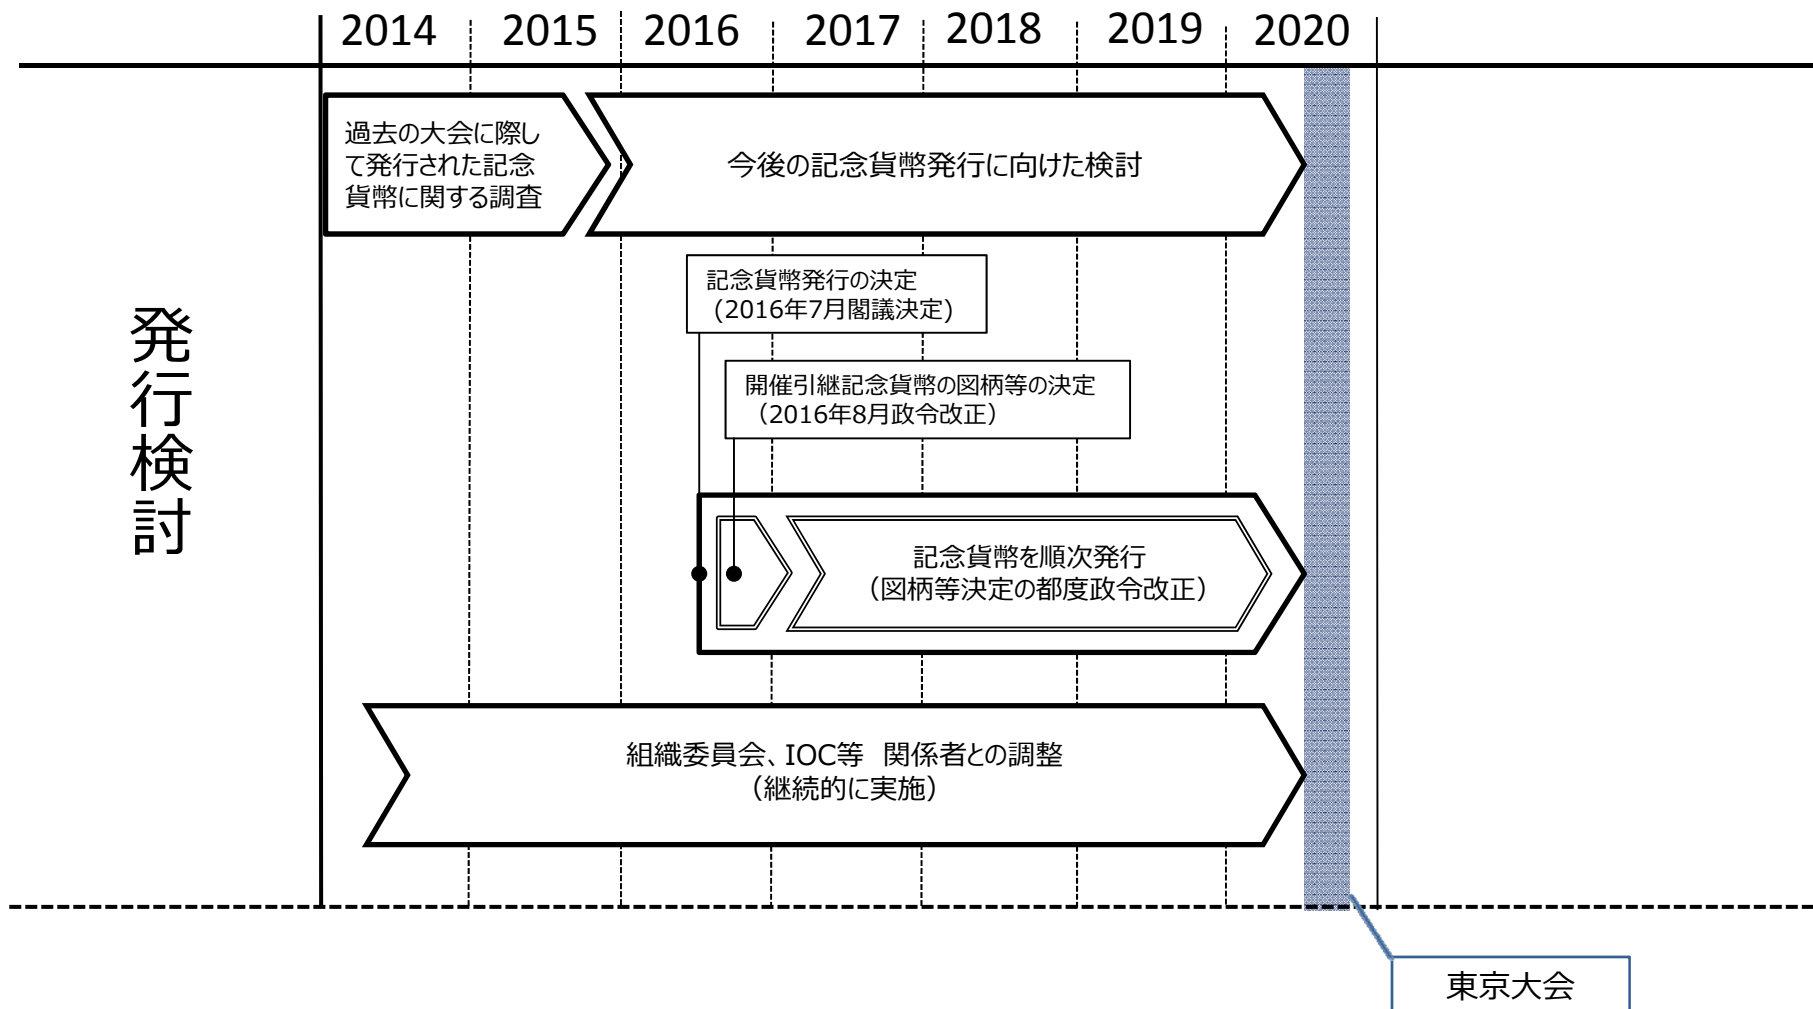 2014 2015 2016 2017 2018 2019 2020
発行検討
過去の大会に際し
て発行された記念
貨幣に関する調査
今後の記念貨幣発行に向けた検討
記念貨幣発行の決定
(2016年7月閣議決定)
開催引継記念貨幣の図柄等の決定
（2016年8月政令改正）
記念貨幣を順次発行
（図柄等決定の都度政令改正）
組織委員会、IOC等　関係者との調整
（継続的に実施）
東京大会